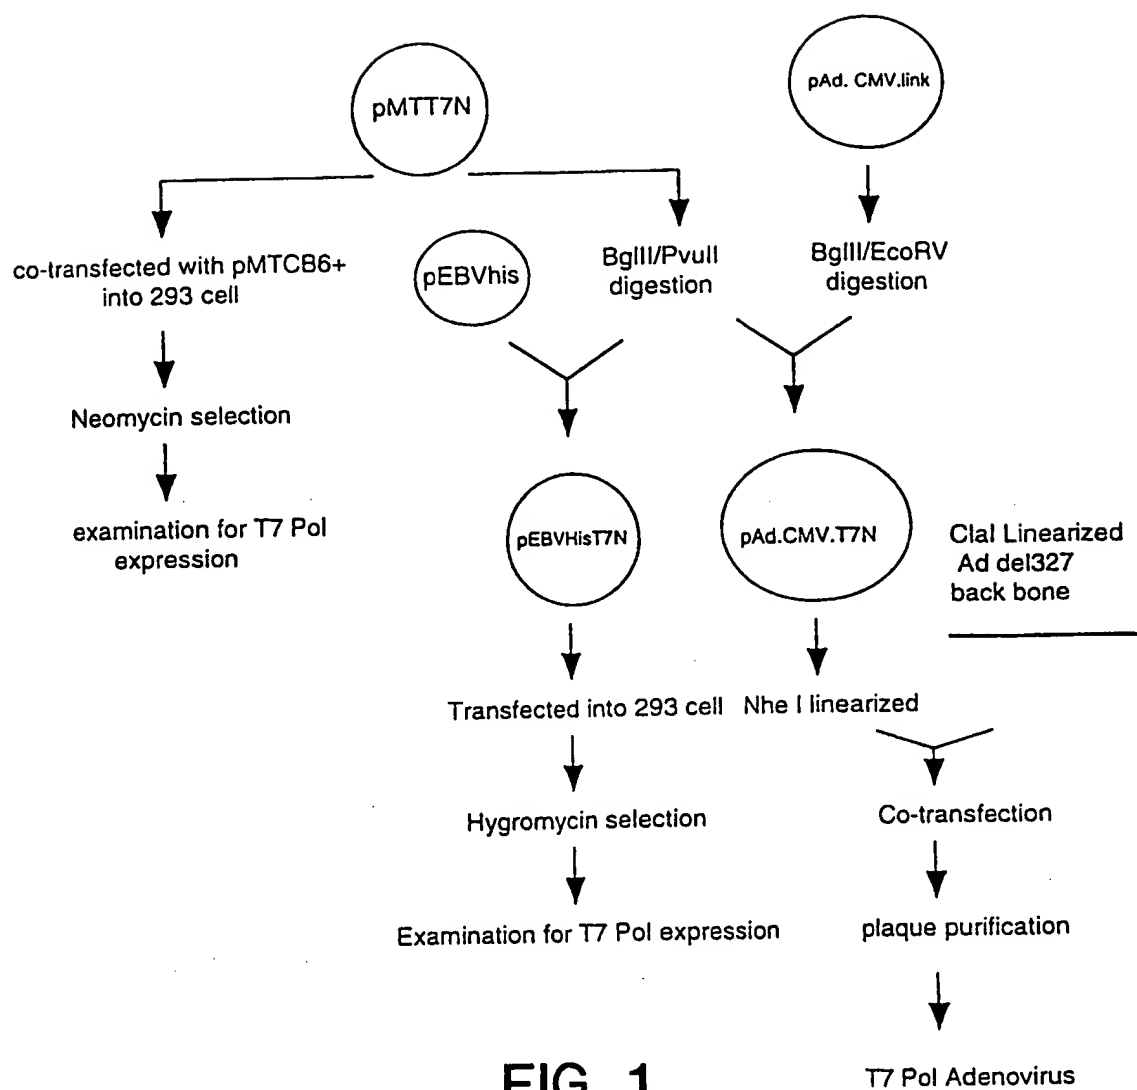 pMTT7N
pAd. CMV.link
co-transfected with pMTCB6+
into 293 cell
pEBVhis
BglII/PvuII
digestion
BglII/EcoRV
digestion
Neomycin selection
examination for T7 Pol
expression
pEBVHisT7N
pAd.CMV.T7N
ClaI Linearized
Ad del327
back bone
Transfected into 293 cell
Nhe I linearized
Hygromycin selection
Co-transfection
Examination for T7 Pol expression
plaque purification
T7 Pol Adenovirus
FIG. 1